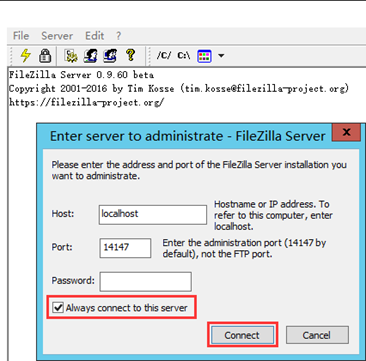 File Server Edit ?
/C/ C:\
FileZilla Server 0.9.60 beta
Copyright 2001-2016 by Tim Kosse (tim.kosse@filezilla-project.org)
https://filezilla-project.org/
Enter server to administrate - FileZilla Server x
Please enter the address and port of the FileZilla Server installation you
want to administrate.
Host: localhost
Hostname or IP address. To
refer to this computer, enter
localhost.
Port: 14147
Enter the administration port (14147 by
default), not the FTP port.
Password:
Always connect to this server
Connect Cancel